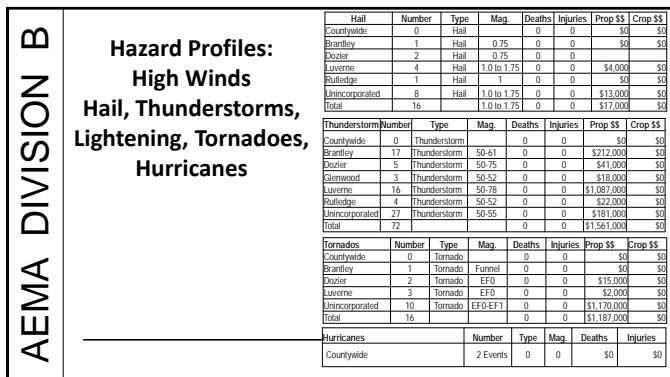 AEMA DIVISION B
Hazard Profiles:
High Winds
Hail, Thunderstorms,
Lightening, Tornadoes,
Hurricanes
Hail Number Type Mag. Deaths Injuries Prop $$ Crop $$
Countywide 0 Hail 0 0 $0 $0
Brantley 1 Hail 0.75 0 0 $0 $0
Dozier 2 Hail 0.75 0 0
Luverne 4 Hail 1.0 to 1.75 0 0 $4,000 $0
Rutledge 1 Hail 1 0 0 $0 $0
Unincorporated 8 Hail 1.0 to 1.75 0 0 $13,000 $0
Total 16 1.0 to 1.75 0 0 $17,000 $0
Thunderstorm Number Type Mag. Deaths Injuries Prop $$ Crop $$
Countywide 0 Thunderstorm 0 0 $0 $0
Brantley 17 Thunderstorm 50-61 0 0 $212,000 $0
Dozier 5 Thunderstorm 50-75 0 0 $41,000 $0
Glenwood 3 Thunderstorm 50-52 0 0 $18,000 $0
Luverne 16 Thunderstorm 50-78 0 0 $1,087,000 $0
Rutledge 4 Thunderstorm 50-52 0 0 $22,000 $0
Unincorporated 27 Thunderstorm 50-55 0 0 $181,000 $0
Total 72 0 0 $1,561,000 $0
Tornados Number Type Mag. Deaths Injuries Prop $$ Crop $$
Countywide 0 Tornado 0 0 $0 $0
Brantley 1 Tornado Funnel 0 0 $0 $0
Dozier 2 Tornado EF0 0 0 $15,000 $0
Luverne 3 Tornado EF0 0 0 $2,000 $0
Unincorporated 10 Tornado EF0-EF1 0 0 $1,170,000 $0
Total 16 0 0 $1,187,000 $0
Hurricanes Number Type Mag. Deaths Injuries
Countywide 2 Events 0 0 $0 $0